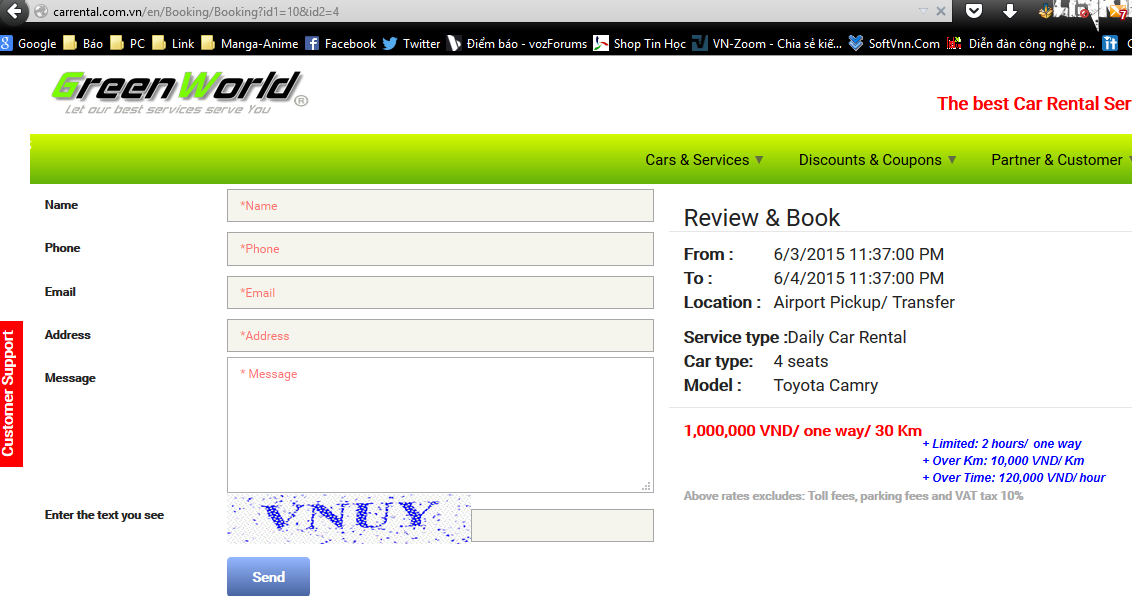 carrental.com.vn/en/Booking/Booking?id1=10&id2=4
Google Báo PC Link Manga-Anime Facebook Twitter Điểm báo - vozForums Shop Tin Học VN-Zoom - Chia sẻ kiế... SoftVnn.Com Diễn đàn công nghệ p...
GreenWorld®
Let our best services serve You
The best Car Rental Ser
Cars & Services ▼ Discounts & Coupons ▼ Partner & Customer
Name
*Name
Phone
*Phone
Email
*Email
Address
*Address
Message
* Message
Enter the text you see
VNUY
Send
Customer Support
Review & Book
From : 6/3/2015 11:37:00 PM
To : 6/4/2015 11:37:00 PM
Location : Airport Pickup/ Transfer
Service type :Daily Car Rental
Car type: 4 seats
Model : Toyota Camry
1,000,000 VND/ one way/ 30 Km
+ Limited: 2 hours/ one way
+ Over Km: 10,000 VND/ Km
+ Over Time: 120,000 VND/ hour
Above rates excludes: Toll fees, parking fees and VAT tax 10%